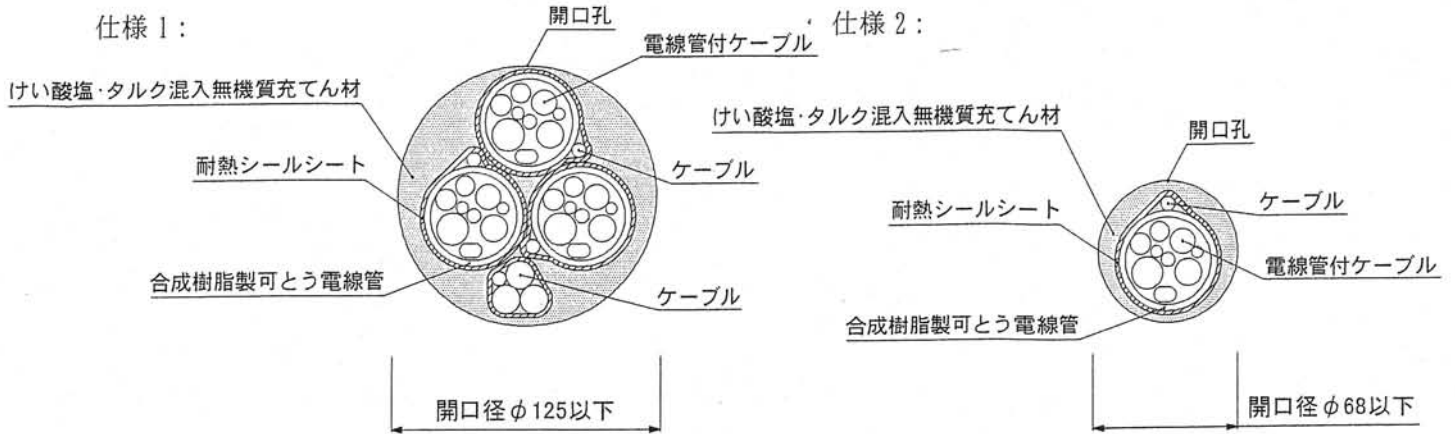 仕様 1：
開口孔
電線管付ケーブル
けい酸塩・タルク混入無機質充てん材
耐熱シールシート
ケーブル
合成樹脂製可とう電線管
ケーブル
開口径φ125以下
仕様 2：
けい酸塩・タルク混入無機質充てん材
開口孔
耐熱シールシート
ケーブル
電線管付ケーブル
合成樹脂製可とう電線管
開口径φ68以下